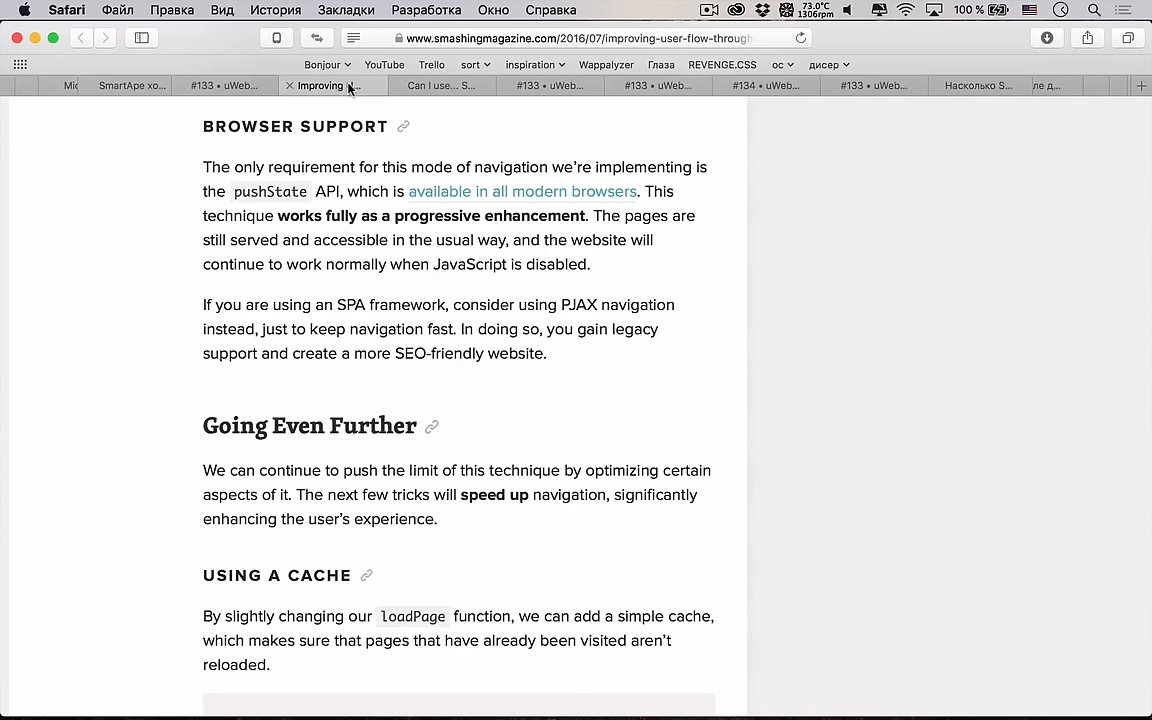 Safari Файл Правка Вид История Закладки Разработка Окно Справка 73.0°C 1306rpm 100 %
www.smashingmagazine.com/2016/07/improving-user-flow-throug
Bonjour YouTube Trello sort inspiration Wappalyzer Глаза REVENGE.CSS ос дисер
Mic SmartApe хо... #133 • uWeb... Improving Can I use... S... #133 • uWeb... #133 • uWeb... #134 • uWeb... #133 • uWeb... Насколько S... ле д...
BROWSER SUPPORT
The only requirement for this mode of navigation we’re implementing is
the pushState API, which is available in all modern browsers. This
technique works fully as a progressive enhancement. The pages are
still served and accessible in the usual way, and the website will
continue to work normally when JavaScript is disabled.
If you are using an SPA framework, consider using PJAX navigation
instead, just to keep navigation fast. In doing so, you gain legacy
support and create a more SEO-friendly website.
Going Even Further
We can continue to push the limit of this technique by optimizing certain
aspects of it. The next few tricks will speed up navigation, significantly
enhancing the user’s experience.
USING A CACHE
By slightly changing our loadPage function, we can add a simple cache,
which makes sure that pages that have already been visited aren’t
reloaded.